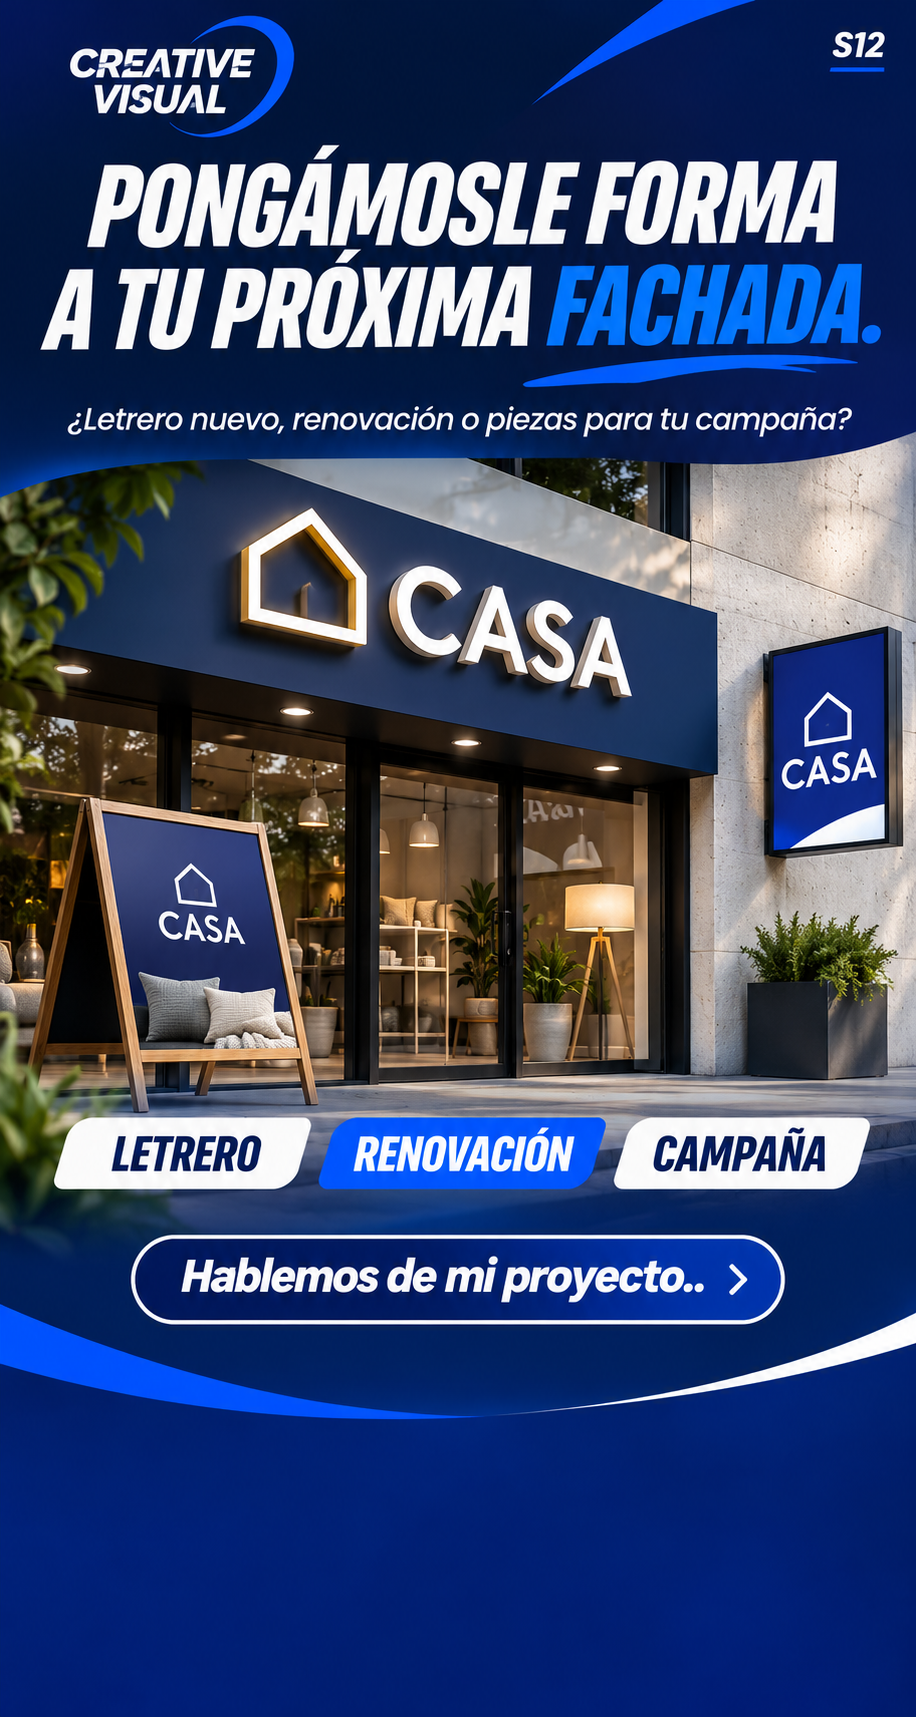 CREATIVE
VISUAL
S12
PONGÁMOSLE FORMA
A TU PRÓXIMA FACHADA.
¿Letrero nuevo, renovación o piezas para tu campaña?
CASA
CASA
CASA
LETRERO
RENOVACIÓN
CAMPAÑA
Hablemos de mi proyecto..